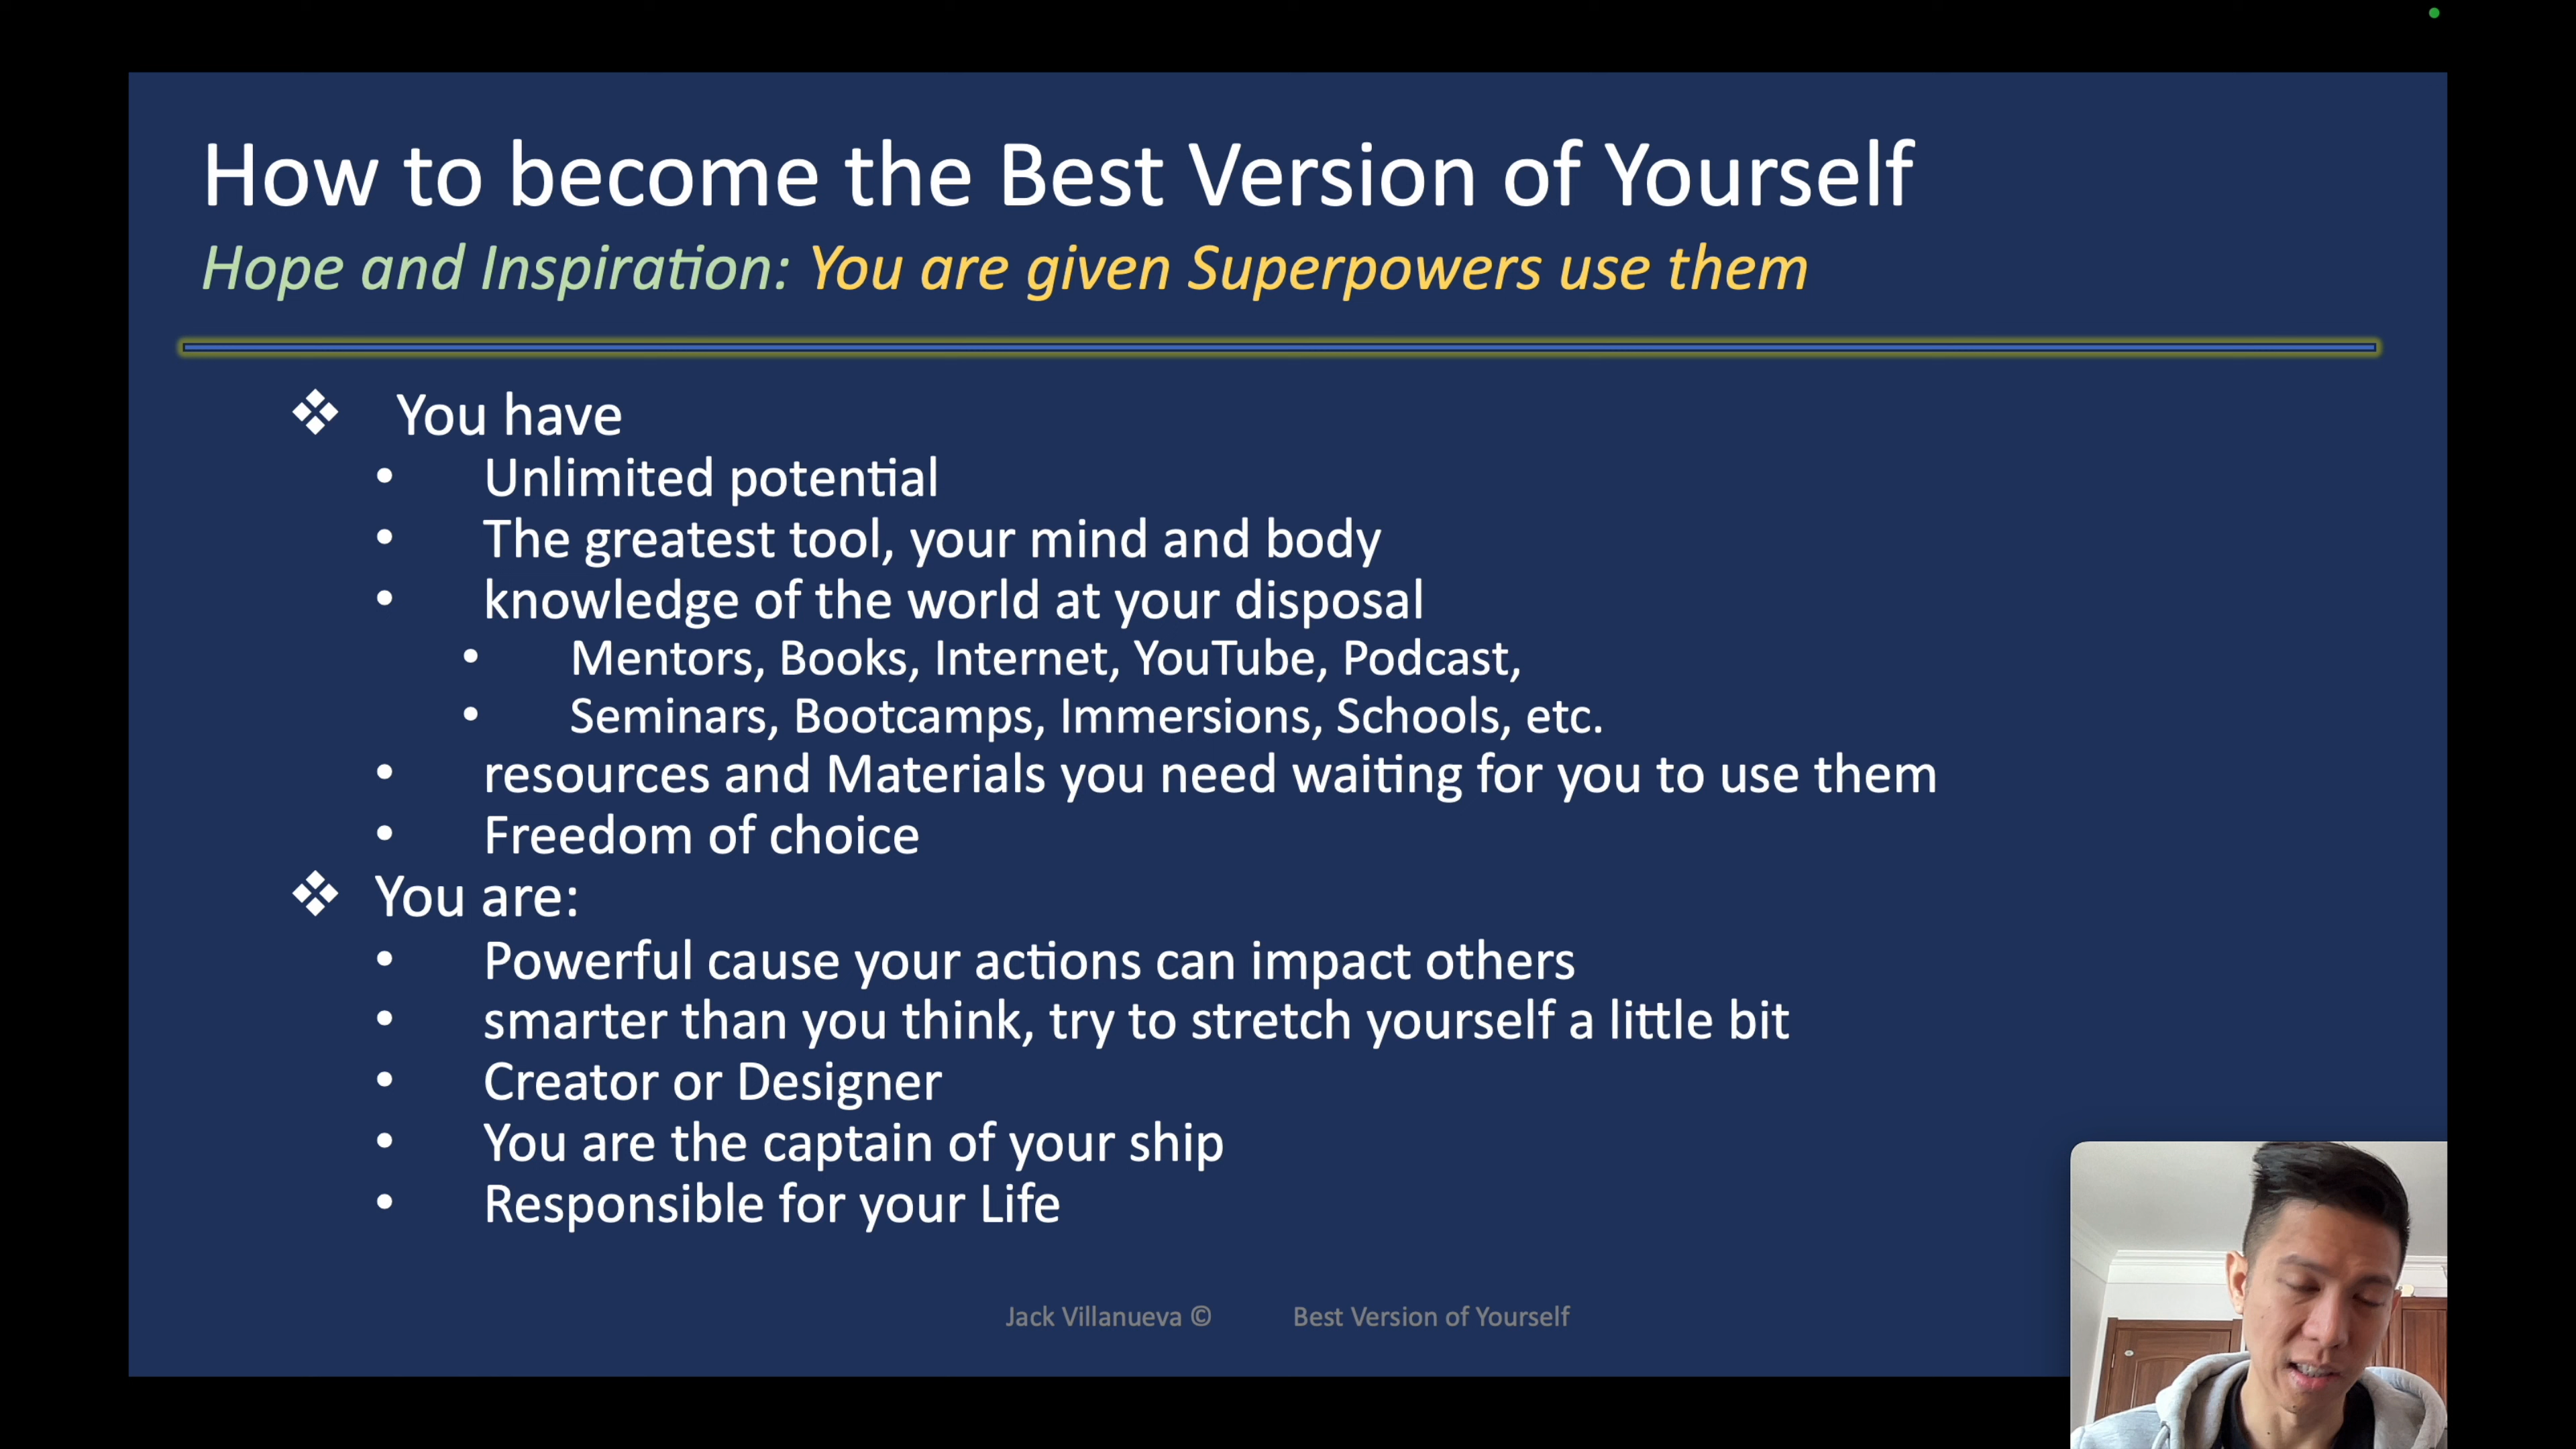 How to become the Best Version of Yourself
Hope and Inspiration: You are given Superpowers use them
❖ You have
• Unlimited potential
• The greatest tool, your mind and body
• knowledge of the world at your disposal
• Mentors, Books, Internet, YouTube, Podcast,
• Seminars, Bootcamps, Immersions, Schools, etc.
• resources and Materials you need waiting for you to use them
• Freedom of choice
❖ You are:
• Powerful cause your actions can impact others
• smarter than you think, try to stretch yourself a little bit
• Creator or Designer
• You are the captain of your ship
• Responsible for your Life
Jack Villanueva © Best Version of Yourself